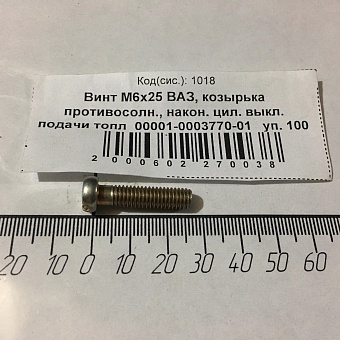 Код(сис.): 1018
Винт М6х25 ВАЗ, козырька
противосолн., након. цил. выкл.
подачи топл 00001-0003770-01 уп. 100
2 000602 270038
20 10 0 0 10 20 30 40 50 60